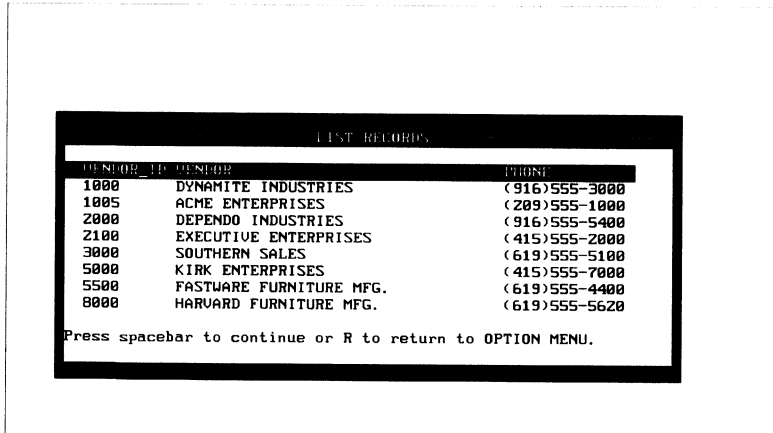 LIST RECORDS
VENDOR_ID VENDOR PHONE
1000 DYNAMITE INDUSTRIES (916)555-3000
1005 ACME ENTERPRISES (209)555-1000
2000 DEPENDO INDUSTRIES (916)555-5400
2100 EXECUTIVE ENTERPRISES (415)555-2000
3000 SOUTHERN SALES (619)555-5100
5000 KIRK ENTERPRISES (415)555-7000
5500 FASTWARE FURNITURE MFG. (619)555-4400
8000 HARVARD FURNITURE MFG. (619)555-5620
Press spacebar to continue or R to return to OPTION MENU.